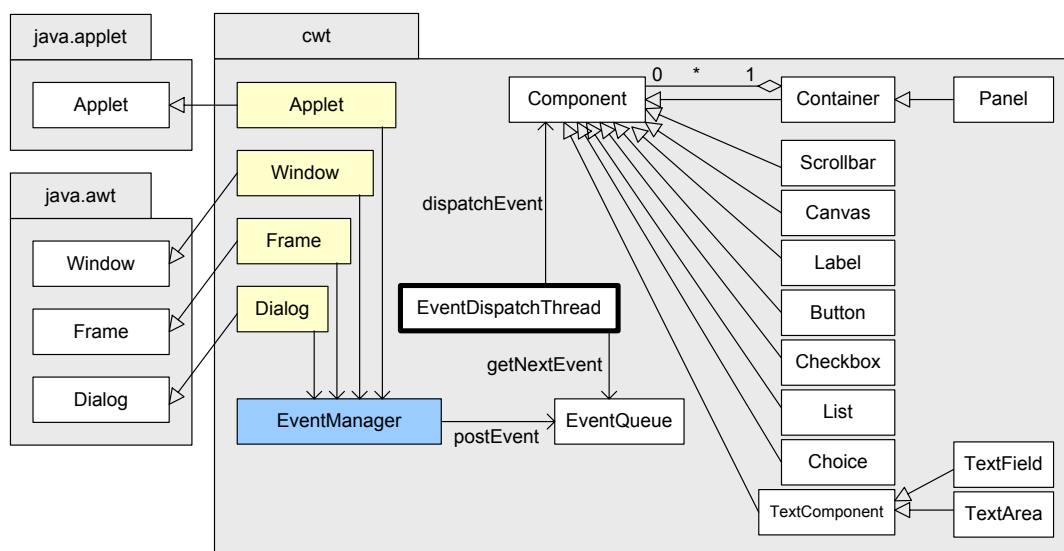 java.applet
Applet
java.awt
Window
Frame
Dialog
cwt
Applet
Window
Frame
Dialog
EventManager
postEvent
EventQueue
getNextEvent
EventDispatchThread
dispatchEvent
Component
0 * 1
Container
Panel
Scrollbar
Canvas
Label
Button
Checkbox
List
Choice
TextComponent
TextField
TextArea